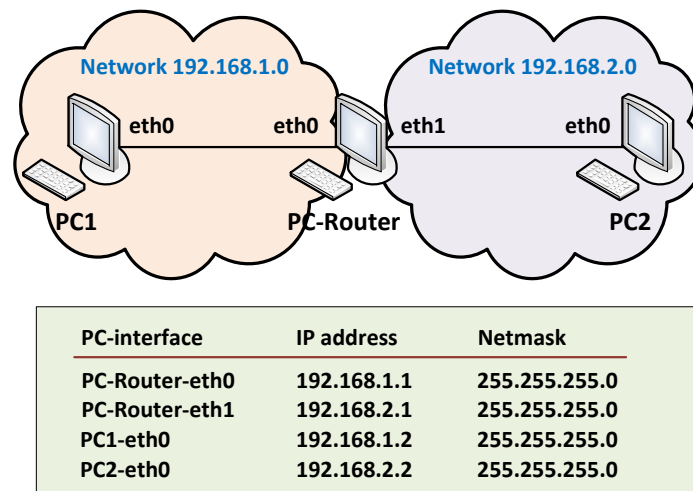 Network 192.168.1.0 Network 192.168.2.0
eth0 eth0 eth1 eth0
PC1 PC-Router PC2
PC-interface IP address Netmask
PC-Router-eth0 192.168.1.1 255.255.255.0
PC-Router-eth1 192.168.2.1 255.255.255.0
PC1-eth0 192.168.1.2 255.255.255.0
PC2-eth0 192.168.2.2 255.255.255.0